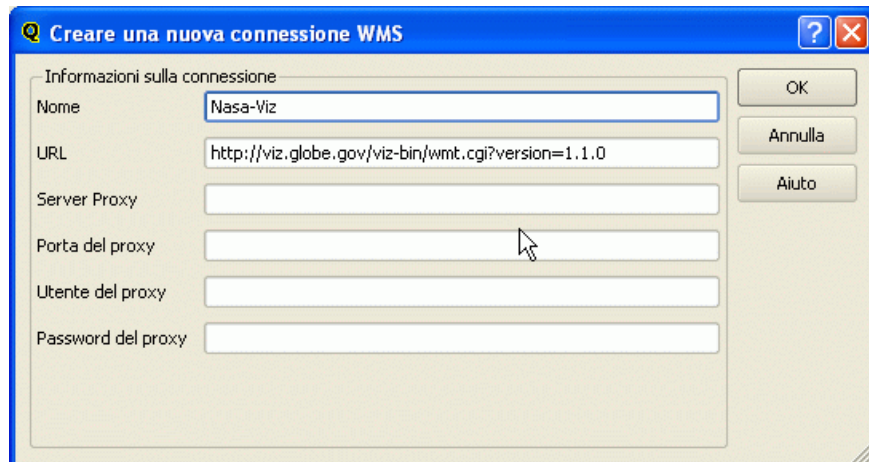 Creare una nuova connessione WMS
Informazioni sulla connessione
Nome Nasa-Viz
URL http://viz.globe.gov/viz-bin/wmt.cgi?version=1.1.0
Server Proxy
Porta del proxy
Utente del proxy
Password del proxy
OK
Annulla
Aiuto